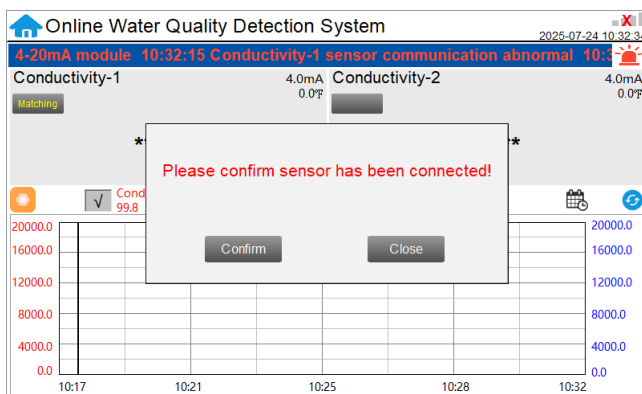 Online Water Quality Detection System
X
2025-07-24 10:32:34
4-20mA module 10:32:15 Conductivity-1 sensor communication abnormal 10:3
Conductivity-1
4.0mA
0.0℉
Matching
Conductivity-2
4.0mA
0.0℉
*
*
Please confirm sensor has been connected!
Confirm
Close
√
Cond
99.8
20000.0
16000.0
12000.0
8000.0
4000.0
0.0
20000.0
16000.0
12000.0
8000.0
4000.0
0.0
10:17
10:21
10:25
10:28
10:32